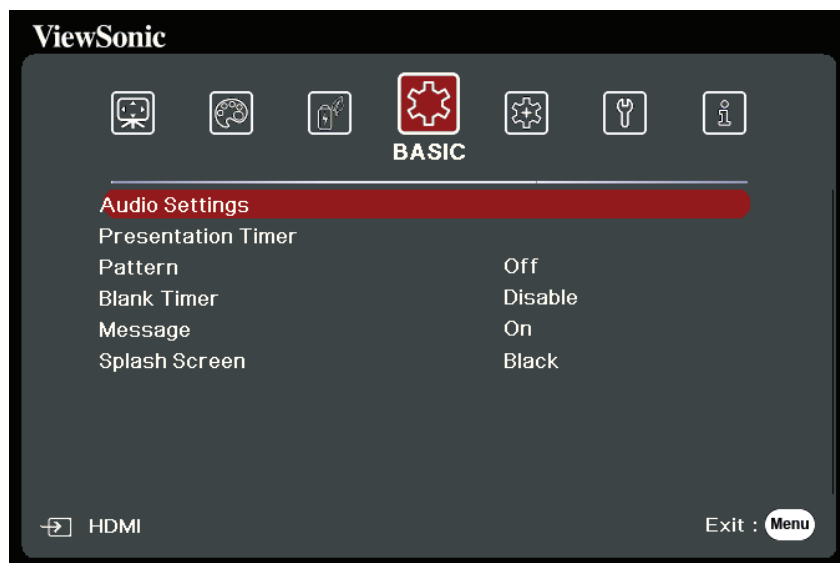 ViewSonic
BASIC
Audio Settings
Presentation Timer
Pattern Off
Blank Timer Disable
Message On
Splash Screen Black
HDMI Exit : Menu